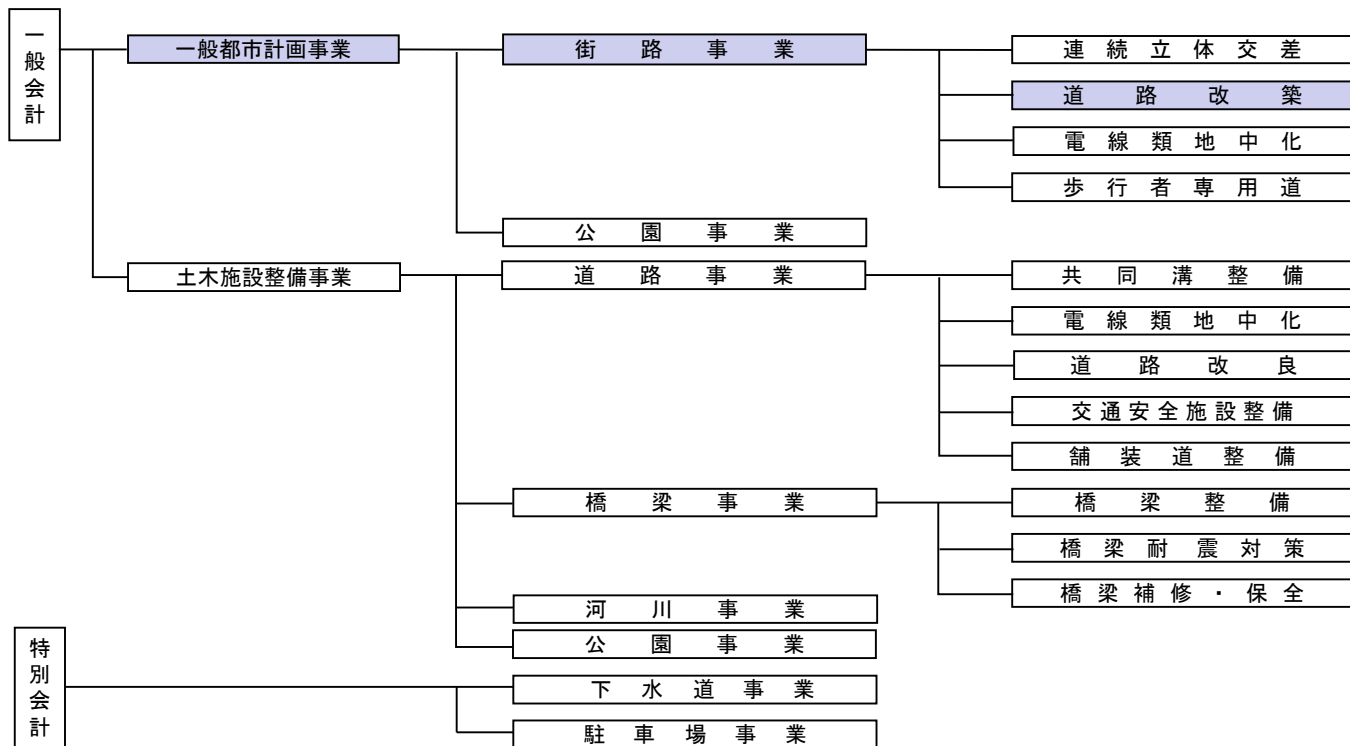 一般会計
一般都市計画事業
街路事業
連続立体交差
道路改築
電線類地中化
歩行者専用道
公園事業
土木施設整備事業
道路事業
共同溝整備
電線類地中化
道路改良
交通安全施設整備
舗装道整備
橋梁事業
橋梁整備
橋梁耐震対策
橋梁補修・保全
河川事業
公園事業
特別会計
下水道事業
駐車場事業